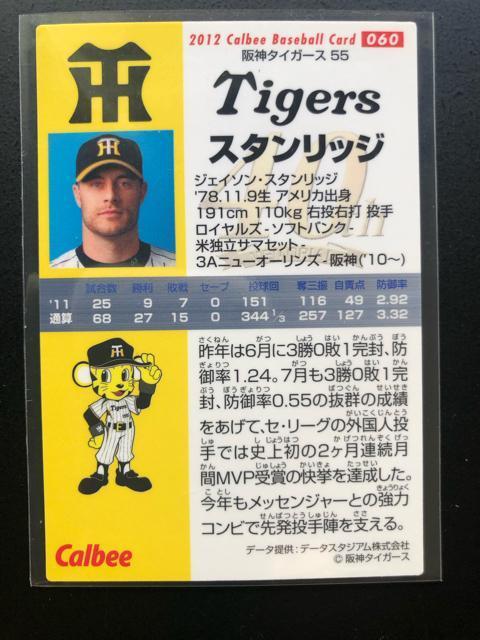 2012 Calbee Baseball Card 060
阪神タイガース 55
Tigers
スタンリッジ
ジェイソン・スタンリッジ
'78.11.9生 アメリカ出身
191cm 110kg 右投右打 投手
ロイヤルズ-ソフトバンク-
米独立サマセット-
3Aニューオーリンズ-阪神('10～)
試合数 勝利 敗戦 セーブ 投球回 奪三振 自責点 防御率
'11 25 9 7 0 151 116 49 2.92
通算 68 27 15 0 344 1/3 257 127 3.32
昨年は6月に3勝0敗1完封、防
御率1.24。7月も3勝0敗1完
封、防御率0.55の抜群の成績
をあげて、セ・リーグの外国人投
手では史上初の2ヶ月連続月
間MVP受賞の快挙を達成した。
今年もメッセンジャーとの強力
コンビで先発投手陣を支える。
Tigers
Calbee
データ提供：データスタジアム株式会社
© 阪神タイガース